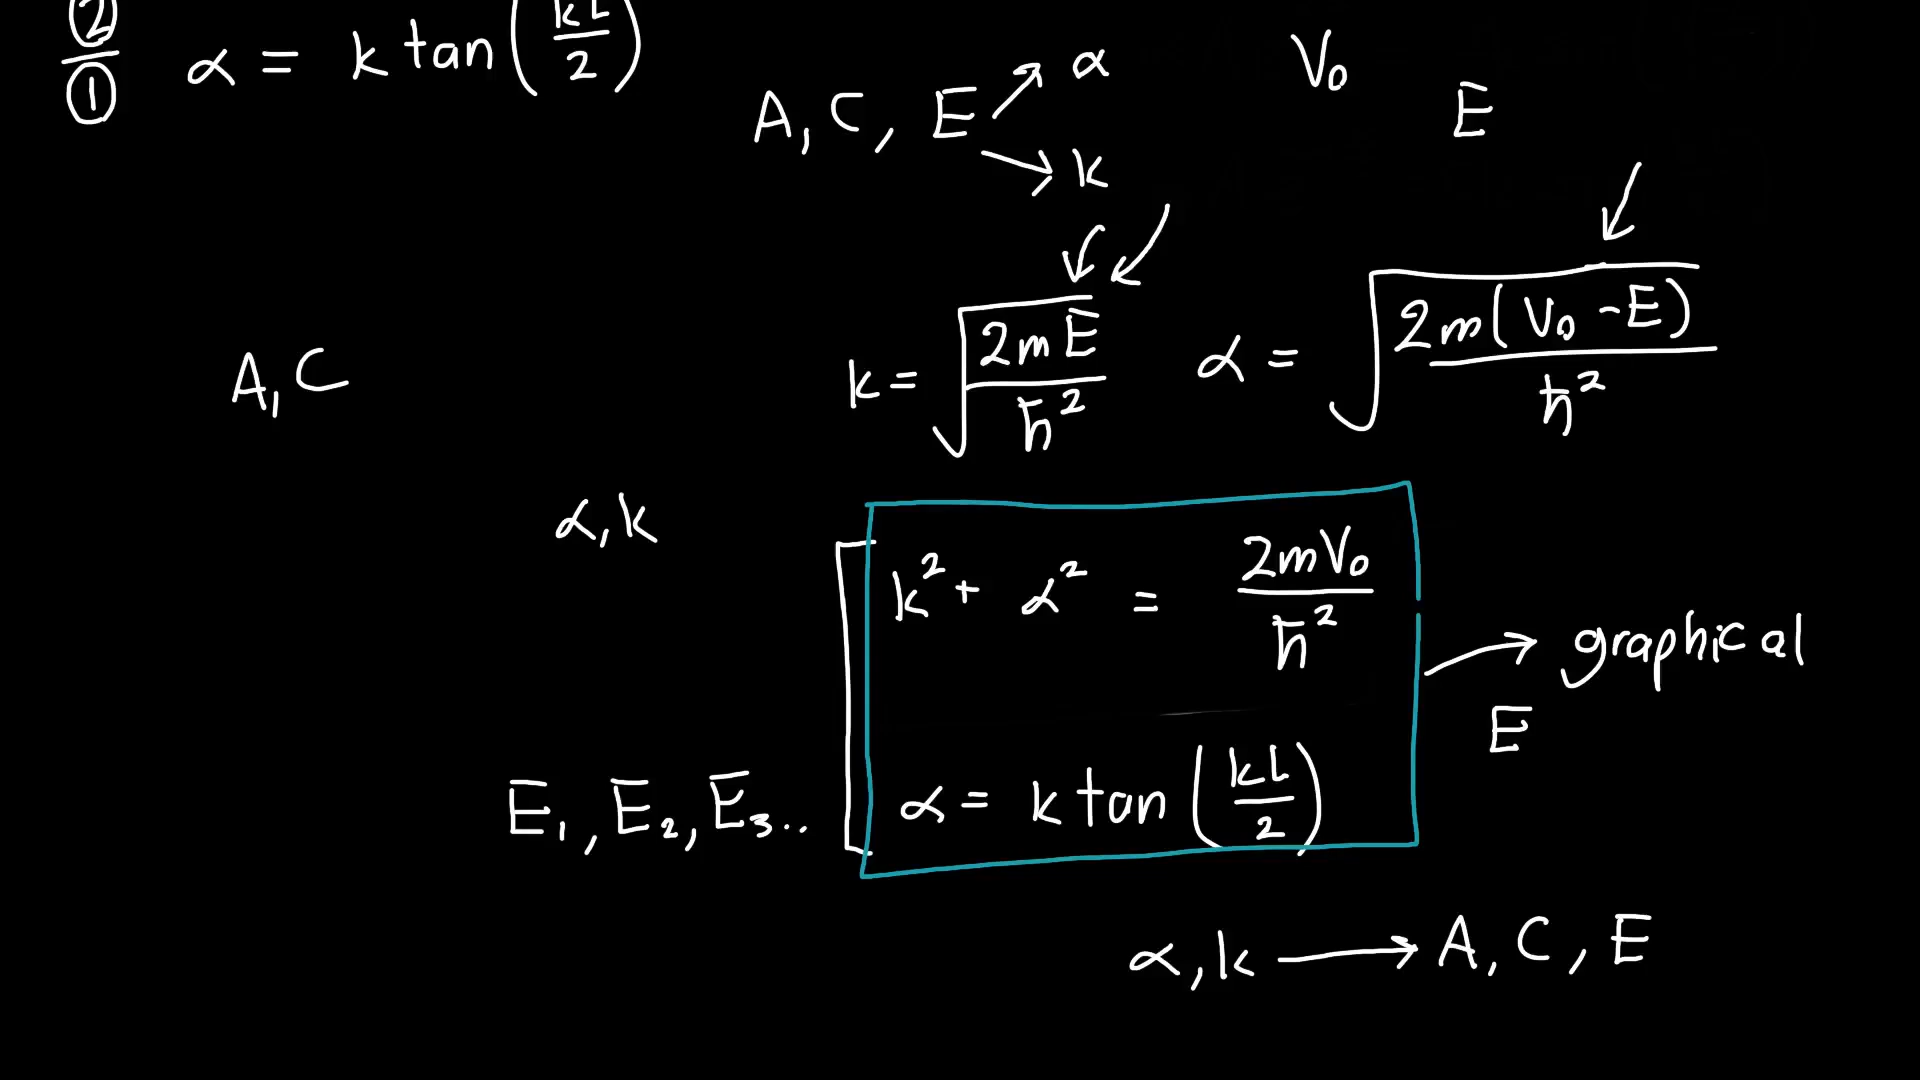 ②/① α = k tan(kL/2)
A, C, E → α
→ k
V₀
E
A, C
k = √(2mE/ħ²)
α = √(2m(V₀ - E)/ħ²)
α, k
k² + α² = 2mV₀/ħ²
→ graphical
E
E₁, E₂, E₃..
α = k tan(kL/2)
α, k → A, C, E